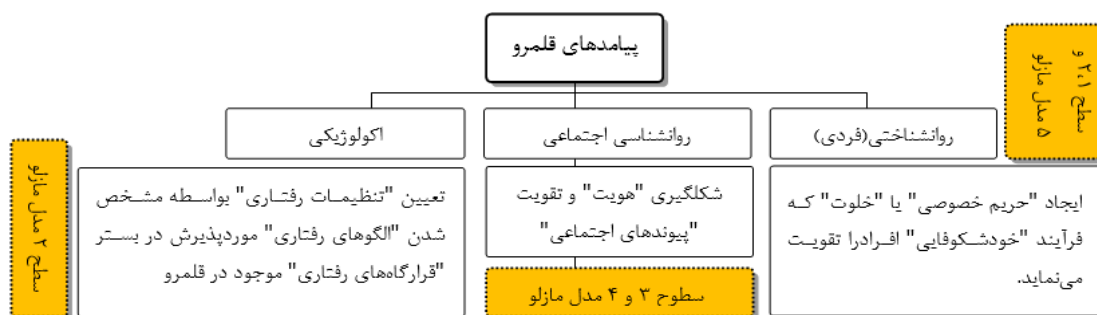 پیامدهای قلمرو
سطح ۲،۱ و
۵ مدل مازلو
روانشناختی(فردی)
روانشناسی اجتماعی
اکولوژیکی
ایجاد "حریم خصوصی" یا "خلوت" که
فرآیند "خودشکوفایی" افرادرا تقویت
می‌نماید.
شکلگیری "هویت" و تقویت
"پیوندهای اجتماعی"
سطوح ۳ و ۴ مدل مازلو
تعیین "تنظیمات رفتاری" بواسطه مشخص
شدن "الگوهای رفتاری" موردپذیرش در بستر
"قرارگاه‌های رفتاری" موجود در قلمرو
سطح ۲ مدل مازلو